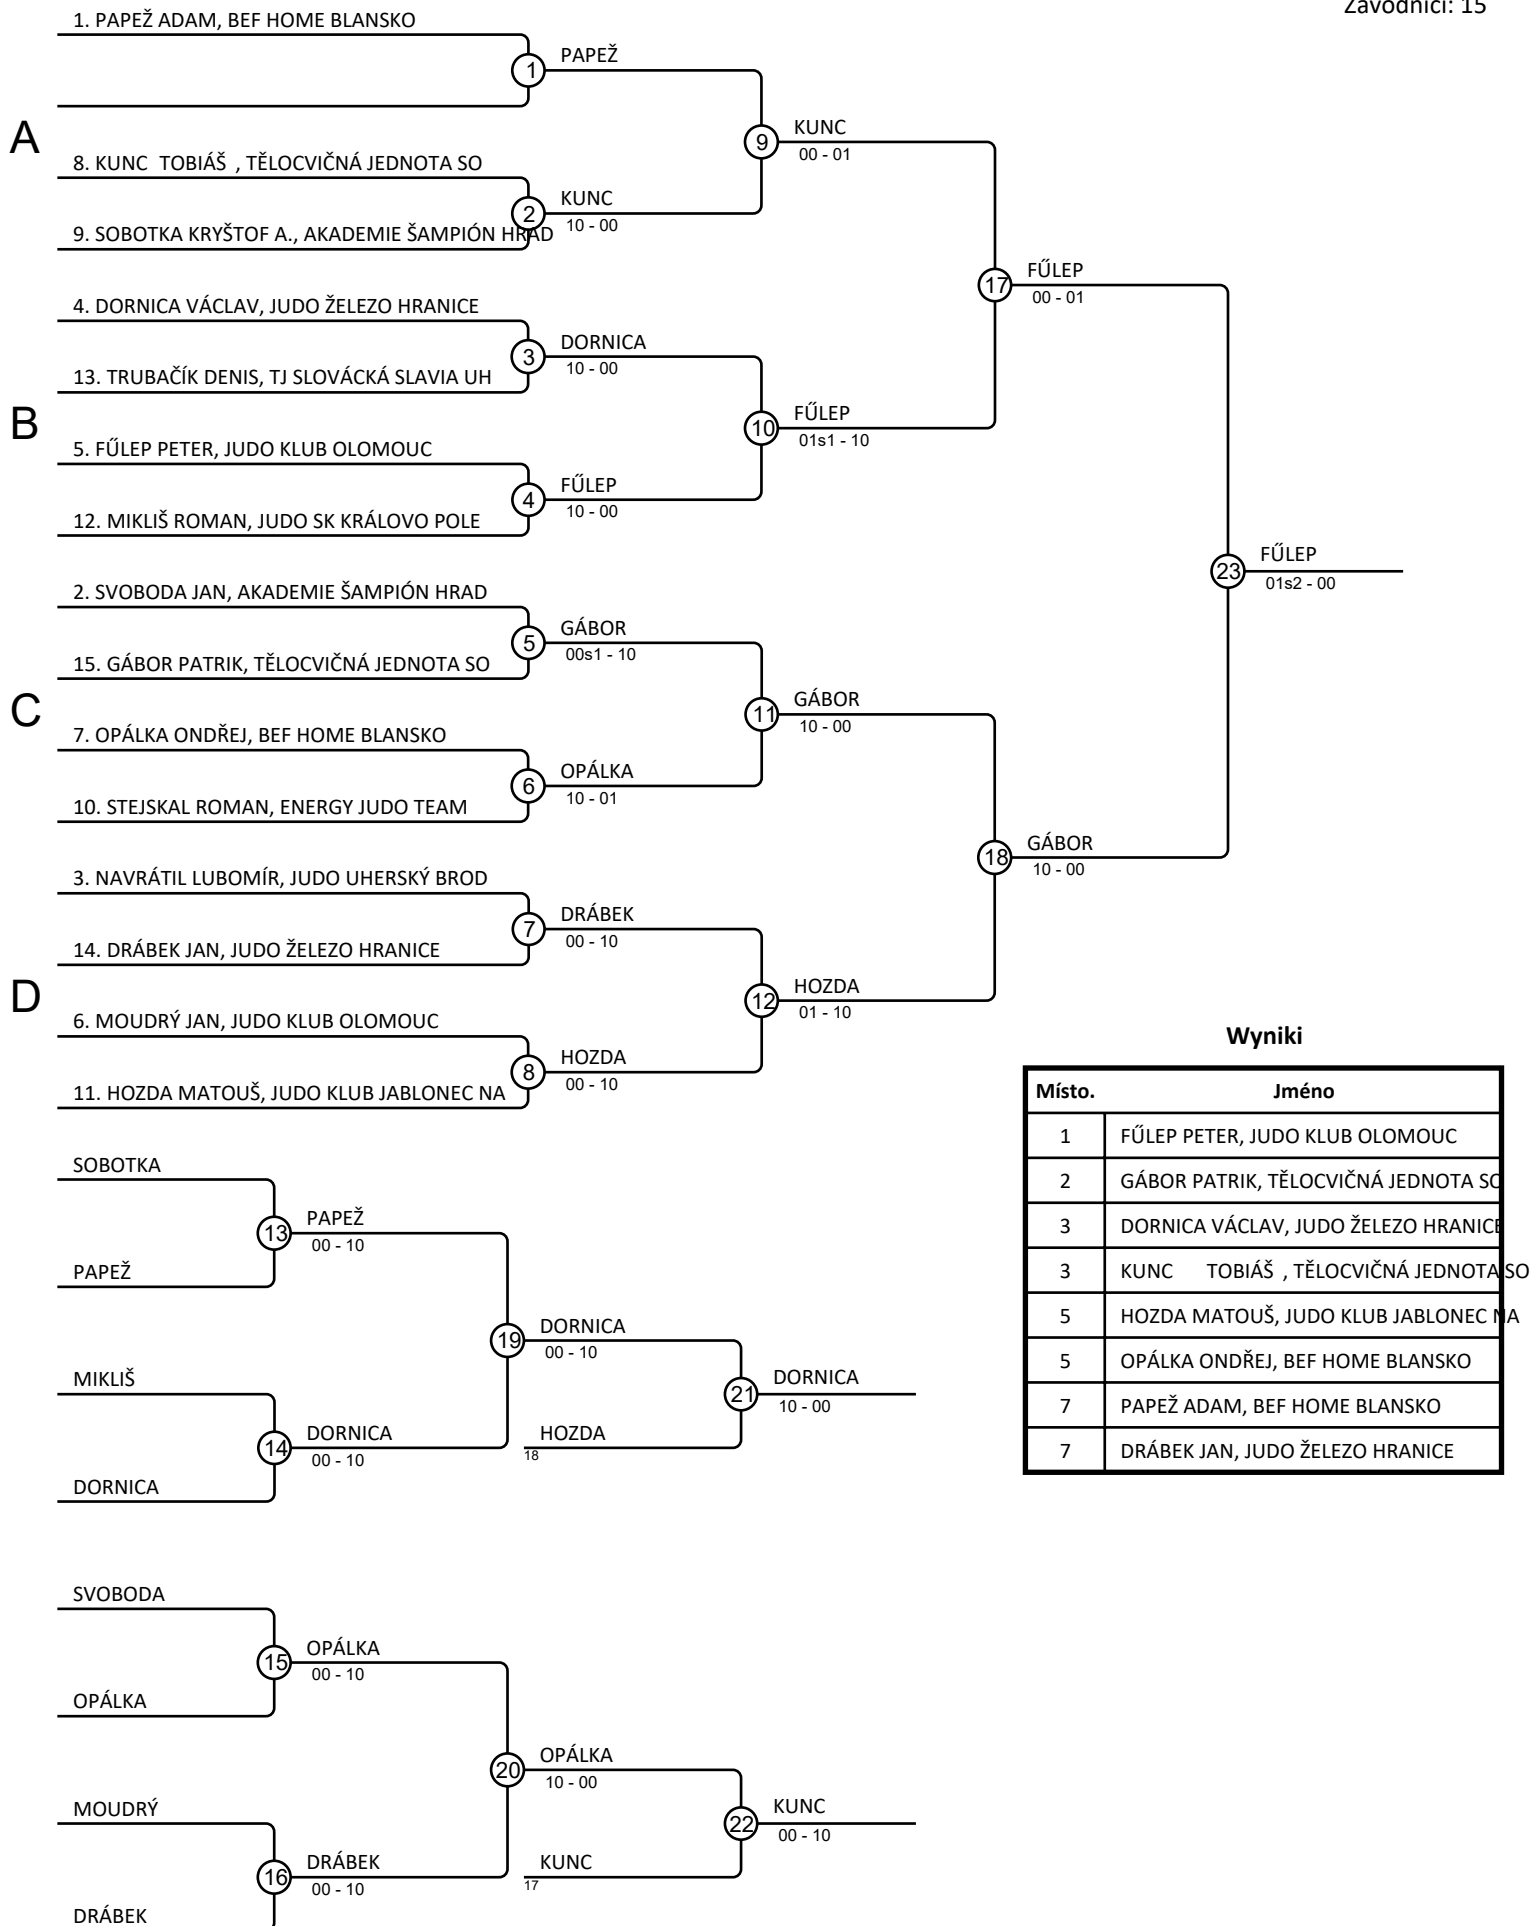 Závodníci: 15
1. PAPEŽ ADAM, BEF HOME BLANSKO
1
PAPEŽ
A
9
KUNC
00 - 01
8. KUNC TOBIÁŠ , TĚLOCVIČNÁ JEDNOTA SO
2
KUNC
10 - 00
9. SOBOTKA KRYŠTOF A., AKADEMIE ŠAMPIÓN HRAD
17
FŰLEP
00 - 01
4. DORNICA VÁCLAV, JUDO ŽELEZO HRANICE
3
DORNICA
10 - 00
13. TRUBAČÍK DENIS, TJ SLOVÁCKÁ SLAVIA UH
B
10
FŰLEP
01s1 - 10
5. FŰLEP PETER, JUDO KLUB OLOMOUC
4
FŰLEP
10 - 00
12. MIKLIŠ ROMAN, JUDO SK KRÁLOVO POLE
23
FŰLEP
01s2 - 00
2. SVOBODA JAN, AKADEMIE ŠAMPIÓN HRAD
5
GÁBOR
00s1 - 10
15. GÁBOR PATRIK, TĚLOCVIČNÁ JEDNOTA SO
C
11
GÁBOR
10 - 00
7. OPÁLKA ONDŘEJ, BEF HOME BLANSKO
6
OPÁLKA
10 - 01
10. STEJSKAL ROMAN, ENERGY JUDO TEAM
18
GÁBOR
10 - 00
3. NAVRÁTIL LUBOMÍR, JUDO UHERSKÝ BROD
7
DRÁBEK
00 - 10
14. DRÁBEK JAN, JUDO ŽELEZO HRANICE
D
12
HOZDA
01 - 10
6. MOUDRÝ JAN, JUDO KLUB OLOMOUC
8
HOZDA
00 - 10
11. HOZDA MATOUŠ, JUDO KLUB JABLONEC NA
Wyniki
Místo. Jméno
1 FŰLEP PETER, JUDO KLUB OLOMOUC
2 GÁBOR PATRIK, TĚLOCVIČNÁ JEDNOTA SO
3 DORNICA VÁCLAV, JUDO ŽELEZO HRANICE
3 KUNC TOBIÁŠ , TĚLOCVIČNÁ JEDNOTA SO
5 HOZDA MATOUŠ, JUDO KLUB JABLONEC NA
5 OPÁLKA ONDŘEJ, BEF HOME BLANSKO
7 PAPEŽ ADAM, BEF HOME BLANSKO
7 DRÁBEK JAN, JUDO ŽELEZO HRANICE
SOBOTKA
13
PAPEŽ
00 - 10
PAPEŽ
19
DORNICA
00 - 10
MIKLIŠ
21
DORNICA
10 - 00
14
DORNICA
00 - 10
HOZDA
18
DORNICA
SVOBODA
15
OPÁLKA
00 - 10
OPÁLKA
20
OPÁLKA
10 - 00
MOUDRÝ
22
KUNC
00 - 10
16
DRÁBEK
00 - 10
KUNC
17
DRÁBEK